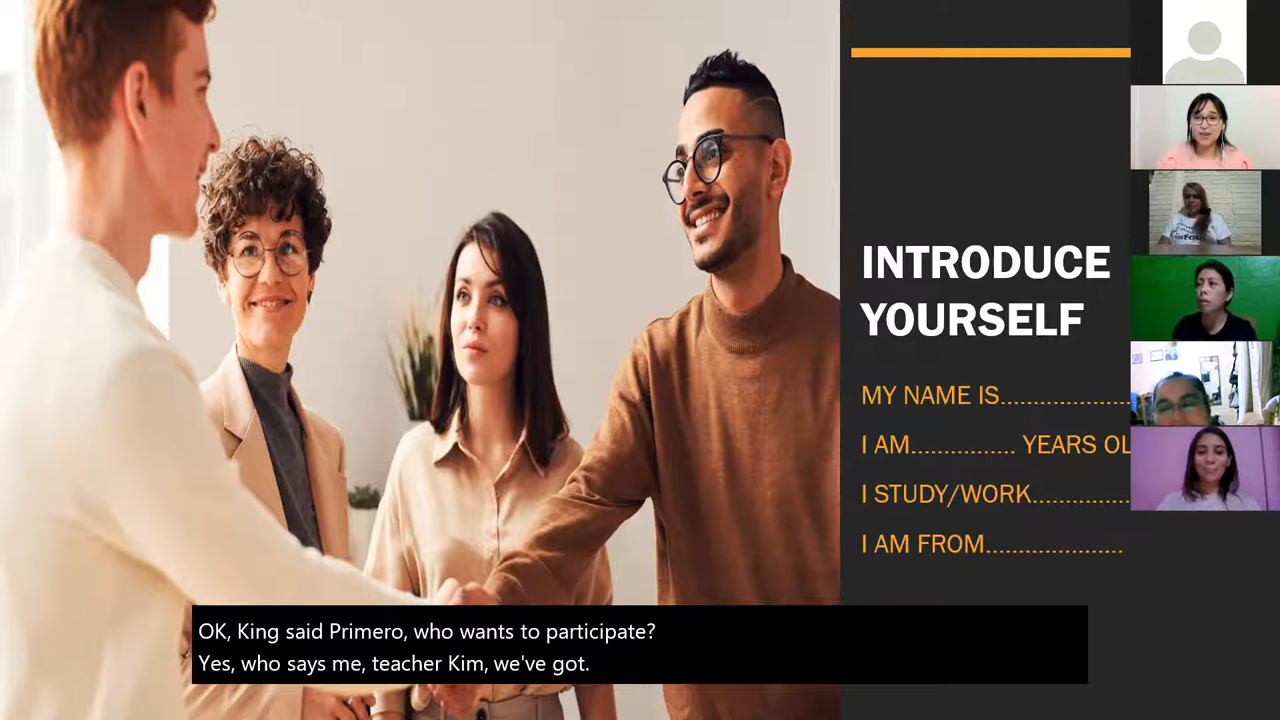 INTRODUCE
YOURSELF
MY NAME IS....................
I AM............... YEARS OL
I STUDY/WORK...............
I AM FROM.....................
OK, King said Primero, who wants to participate?
Yes, who says me, teacher Kim, we've got.